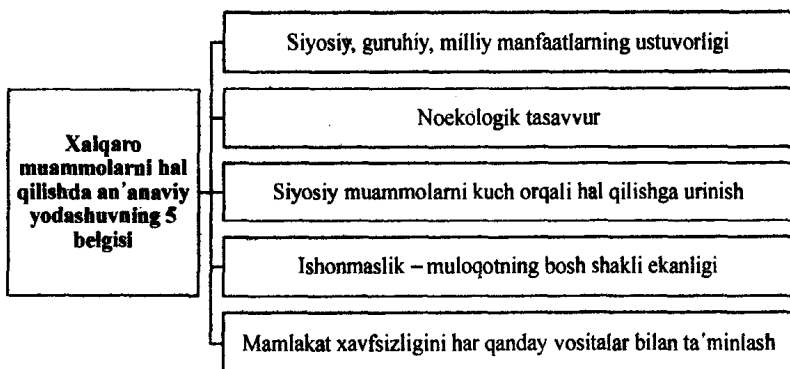 Xalqaro
muammolarni hal
qilishda an'anaviy
yodashuvning 5
belgisi
Siyosiy, guruhiy, milliy manfaatlarning ustuvorligi
Noekologik tasavvur
Siyosiy muammolarni kuch orqali hal qilishga urinish
Ishonmaslik – muloqotning bosh shakli ekanligi
Mamlakat xavfsizligini har qanday vositalar bilan ta'minlash